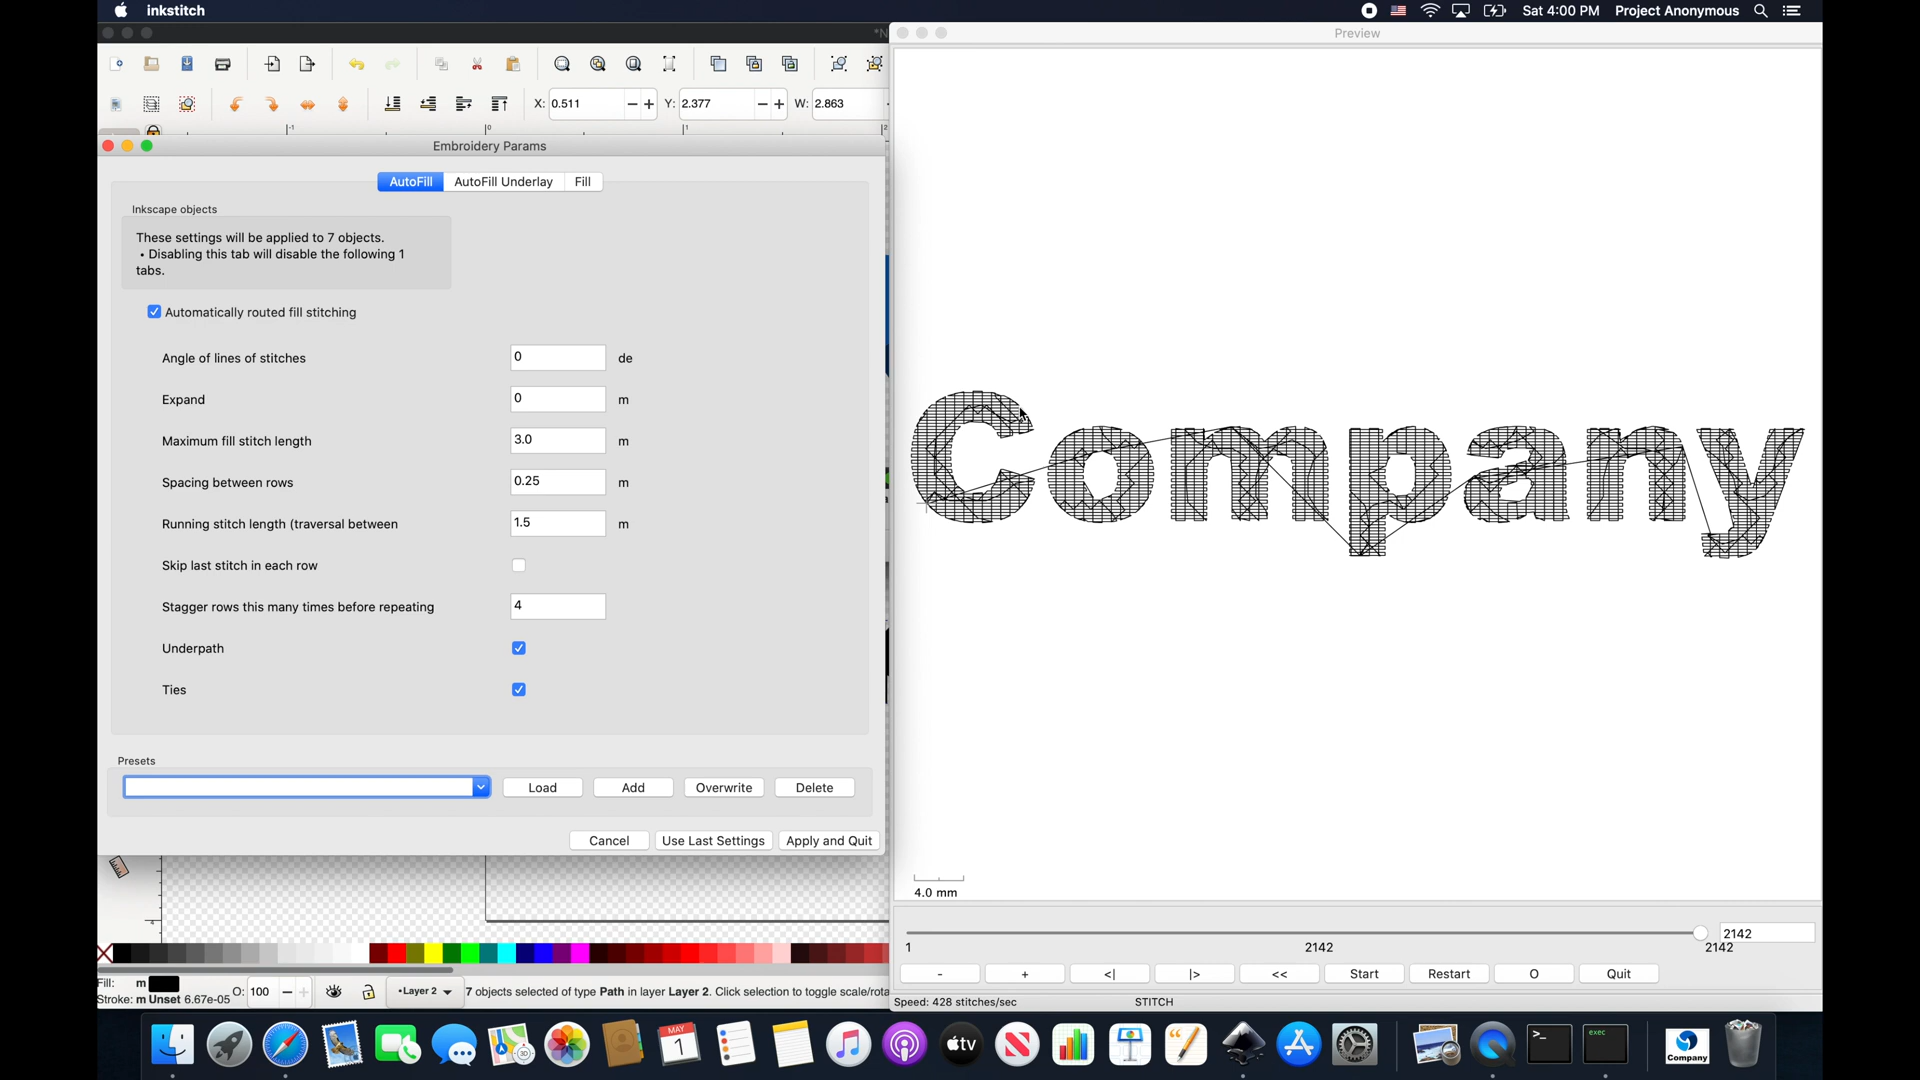 inkstitch
Sat 4:00 PM
Project Anonymous
*N
Preview
X: 0.511
Y: 2.377
W: 2.863
Embroidery Params
AutoFill
AutoFill Underlay
Fill
Inkscape objects
These settings will be applied to 7 objects.
• Disabling this tab will disable the following 1
tabs.
Automatically routed fill stitching
Angle of lines of stitches
0
de
Expand
0
m
Maximum fill stitch length
3.0
m
Spacing between rows
0.25
m
Running stitch length (traversal between
1.5
m
Skip last stitch in each row
Stagger rows this many times before repeating
4
Underpath
Ties
Presets
Load
Add
Overwrite
Delete
Cancel
Use Last Settings
Apply and Quit
Company
4.0 mm
2142
1
2142
2142
-
+
<|
|>
<<
Start
Restart
O
Quit
Speed: 428 stitches/sec
STITCH
Fill: m
Stroke: m Unset 6.67e-05
O: 100
•Layer 2
7 objects selected of type Path in layer Layer 2. Click selection to toggle scale/rota
MAY
1
3D
tv
exec
Company